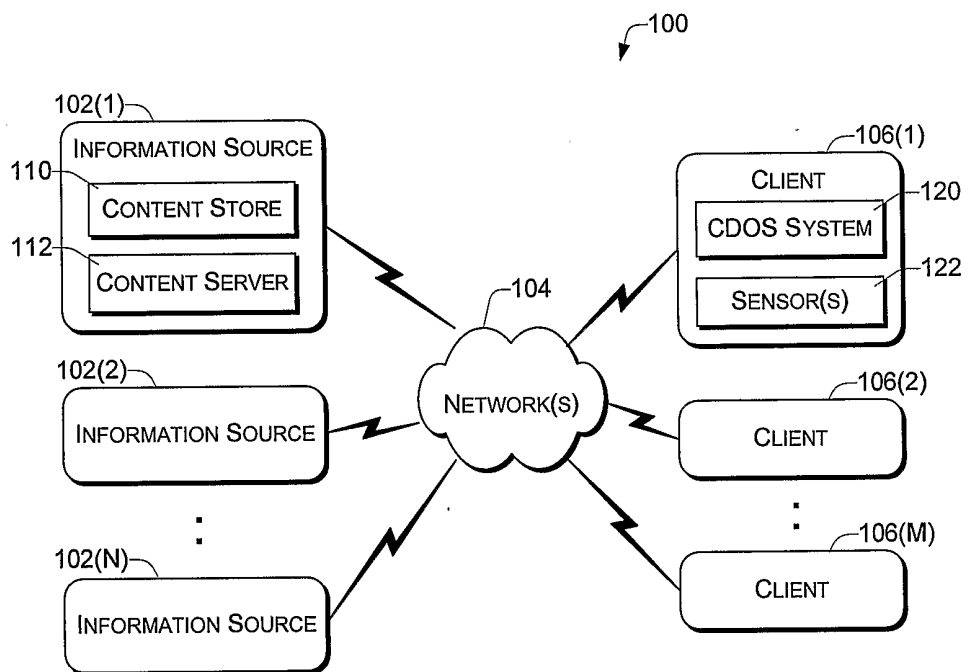 100
102(1)
INFORMATION SOURCE
110
CONTENT STORE
112
CONTENT SERVER
106(1)
CLIENT
120
CDOS SYSTEM
122
SENSOR(S)
104
NETWORK(S)
102(2)
INFORMATION SOURCE
106(2)
CLIENT
102(N)
INFORMATION SOURCE
106(M)
CLIENT